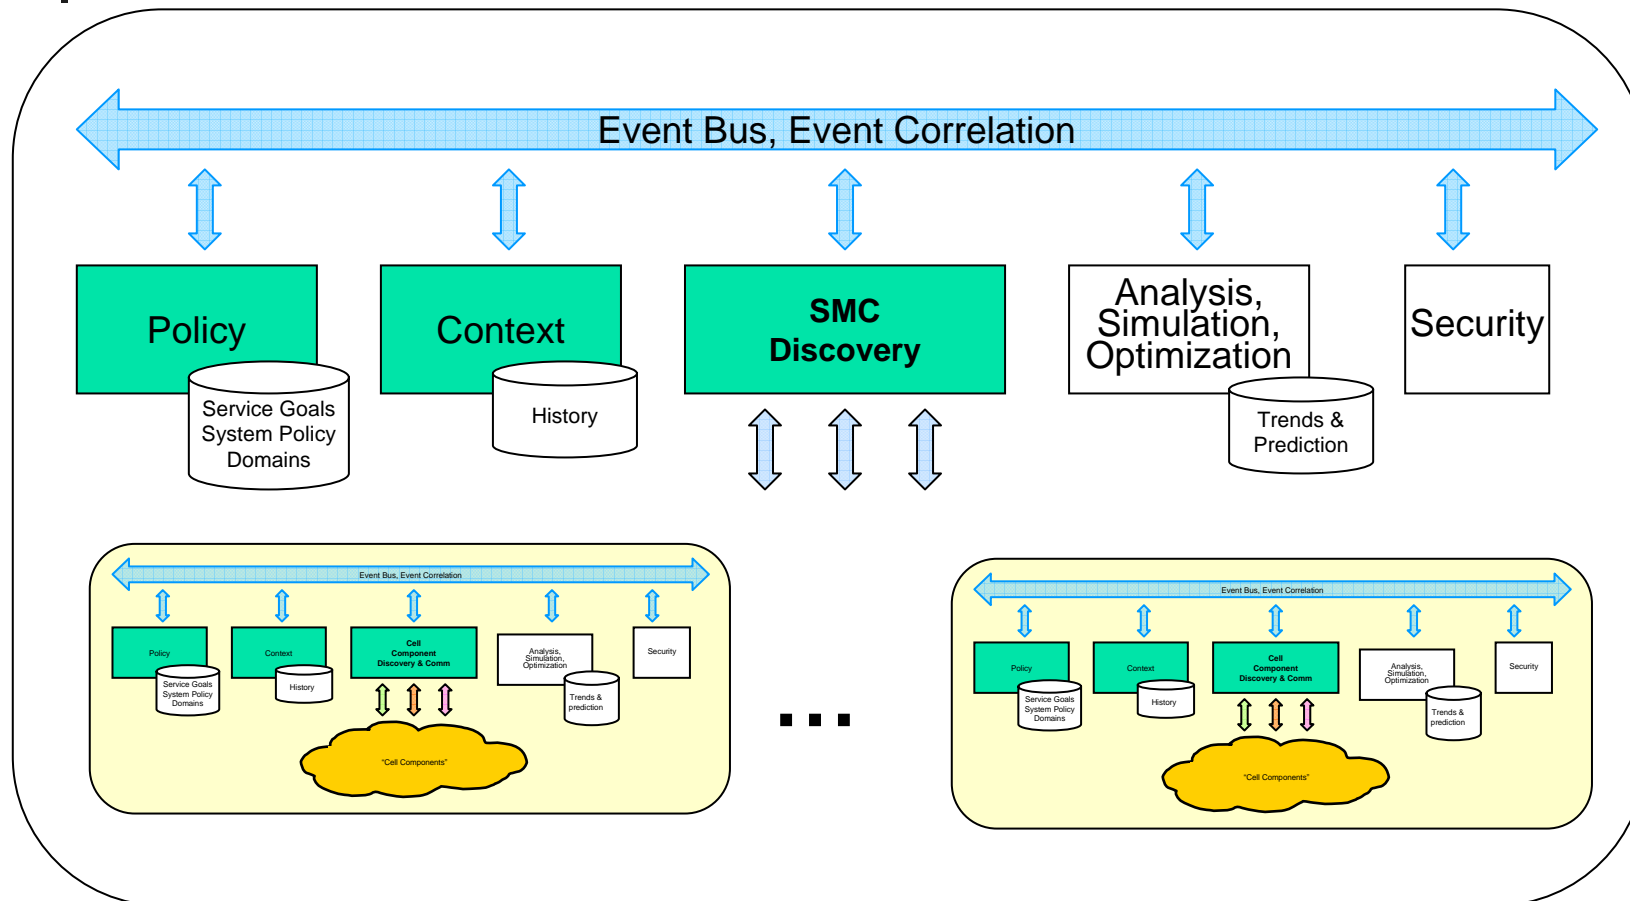 Event Bus, Event Correlation
Policy
Service Goals
System Policy
Domains
Context
History
SMC
Discovery
Analysis,
Simulation,
Optimization
Trends &
Prediction
Security
Event Bus, Event Correlation
Policy
Service Goals
System Policy
Domains
Context
History
Cell
Component
Discovery & Comm
Analysis,
Simulation,
Optimization
Trends &
prediction
Security
"Cell Components"
...
Event Bus, Event Correlation
Policy
Service Goals
System Policy
Domains
Context
History
Cell
Component
Discovery & Comm
Analysis,
Simulation,
Optimization
Trends &
prediction
Security
"Cell Components"